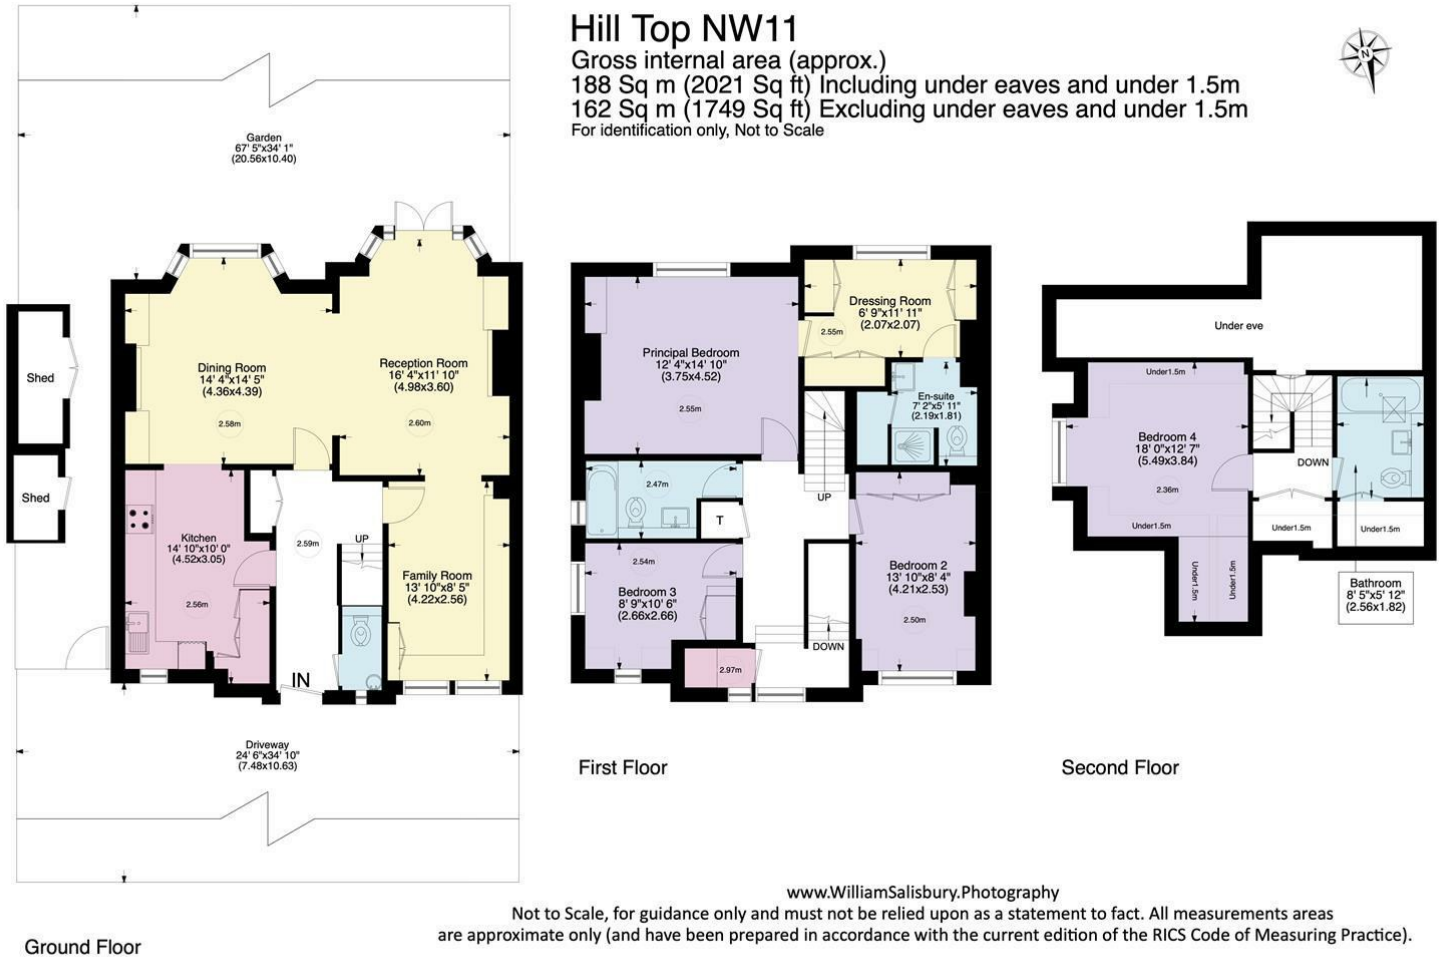 Hill Top NW11
Gross internal area (approx.)
188 Sq m (2021 Sq ft) Including under eaves and under 1.5m
162 Sq m (1749 Sq ft) Excluding under eaves and under 1.5m
For identification only, Not to Scale
N
Garden
67' 5"x34' 1"
(20.56x10.40)
Shed
Shed
Dining Room
14' 4"x14' 5"
(4.36x4.39)
2.58m
Reception Room
16' 4"x11' 10"
(4.98x3.60)
2.60m
Kitchen
14' 10"x10' 0"
(4.52x3.05)
2.56m
2.59m
UP
Family Room
13' 10"x8' 5"
(4.22x2.56)
IN
Driveway
24' 6"x34' 10"
(7.48x10.63)
Ground Floor
Principal Bedroom
12' 4"x14' 10"
(3.75x4.52)
2.55m
Dressing Room
6' 9"x11' 11"
(2.07x2.07)
2.55m
En-suite
7' 2"x5' 11"
(2.19x1.81)
2.47m
T
UP
2.54m
Bedroom 3
8' 9"x10' 6"
(2.66x2.66)
Bedroom 2
13' 10"x8' 4"
(4.21x2.53)
2.50m
DOWN
2.97m
First Floor
Under eve
Under1.5m
Bedroom 4
18' 0"x12' 7"
(5.49x3.84)
2.36m
Under1.5m
Under1.5m
Under1.5m
DOWN
Under1.5m
Under1.5m
Bathroom
8' 5"x5' 12"
(2.56x1.82)
Second Floor
www.WilliamSalisbury.Photography
Not to Scale, for guidance only and must not be relied upon as a statement to fact. All measurements areas
are approximate only (and have been prepared in accordance with the current edition of the RICS Code of Measuring Practice).